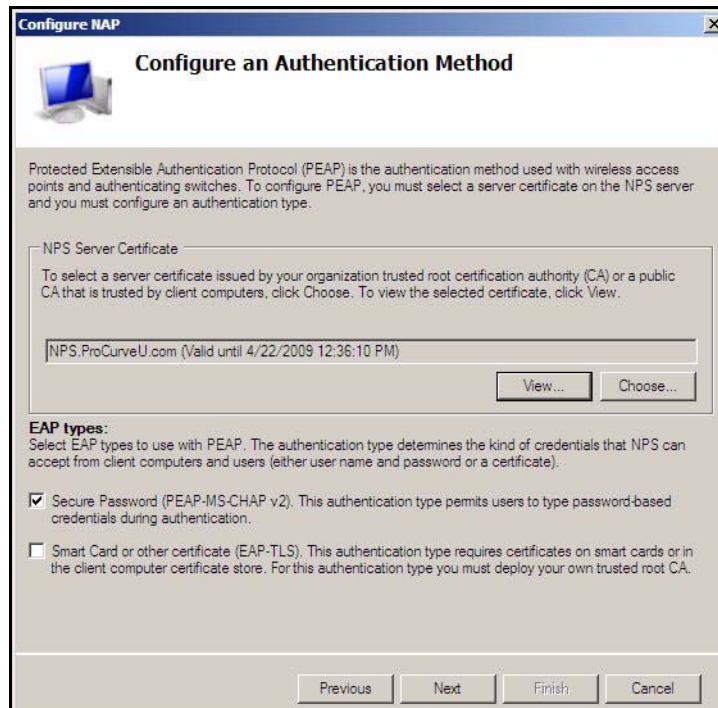 Configure NAP
Configure an Authentication Method
Protected Extensible Authentication Protocol (PEAP) is the authentication method used with wireless access
points and authenticating switches. To configure PEAP, you must select a server certificate on the NPS server
and you must configure an authentication type.
NPS Server Certificate
To select a server certificate issued by your organization trusted root certification authority (CA) or a public
CA that is trusted by client computers, click Choose. To view the selected certificate, click View.
NPS.ProCurveU.com (Valid until 4/22/2009 12:36:10 PM)
View... Choose...
EAP types:
Select EAP types to use with PEAP. The authentication type determines the kind of credentials that NPS can
accept from client computers and users (either user name and password or a certificate).
Secure Password (PEAP-MS-CHAP v2). This authentication type permits users to type password-based
credentials during authentication.
Smart Card or other certificate (EAP-TLS). This authentication type requires certificates on smart cards or in
the client computer certificate store. For this authentication type you must deploy your own trusted root CA.
Previous Next Finish Cancel